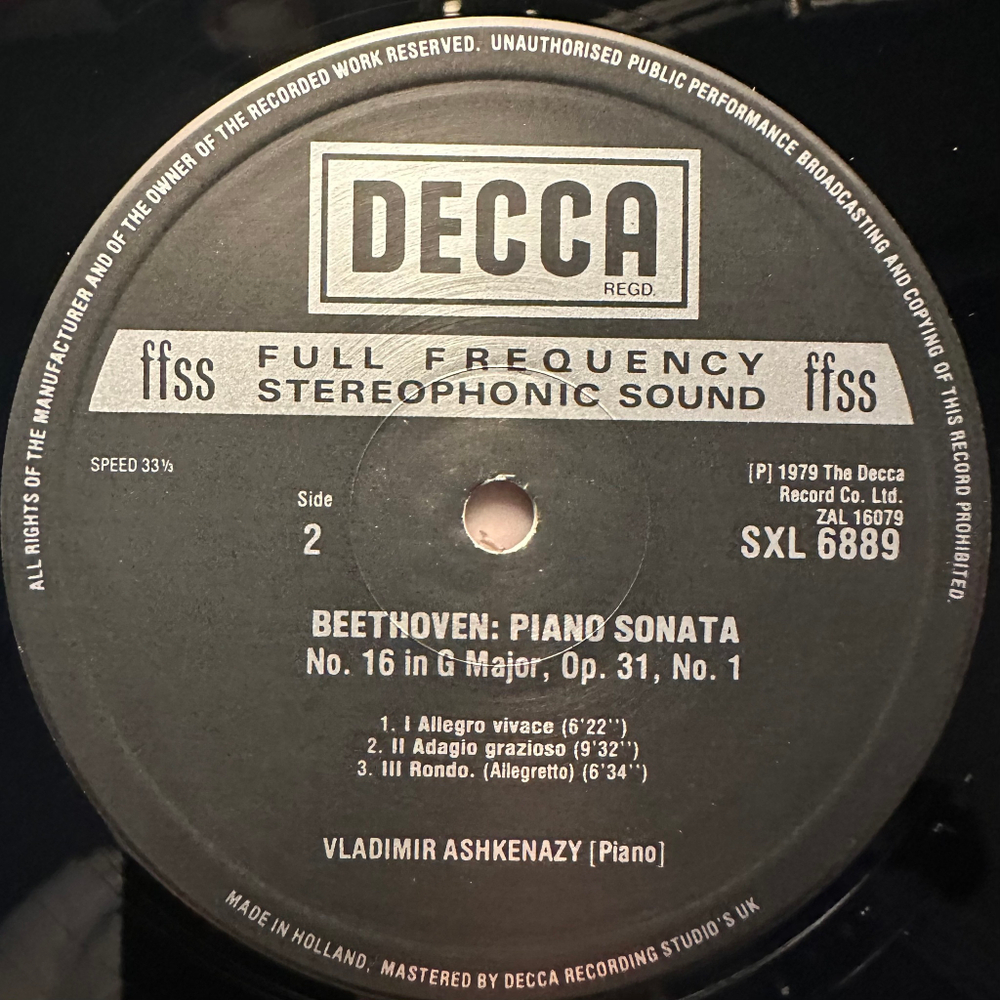 ALL RIGHTS OF THE MANUFACTURER AND OF THE OWNER OF THE RECORDED WORK RESERVED. UNAUTHORISED PUBLIC PERFORMANCE BROADCASTING AND COPYING OF THIS RECORD PROHIBITED.
DECCA
REGD.
ffss FULL FREQUENCY ffss
STEREOPHONIC SOUND
SPEED 33⅓
[P] 1979 The Decca
Record Co. Ltd.
ZAL 16079
SXL 6889
Side
2
BEETHOVEN: PIANO SONATA
No. 16 in G Major, Op. 31, No. 1
1. I Allegro vivace (6'22'')
2. II Adagio grazioso (9'32'')
3. III Rondo. (Allegretto) (6'34'')
VLADIMIR ASHKENAZY [Piano]
MADE IN HOLLAND. MASTERED BY DECCA RECORDING STUDIO'S UK